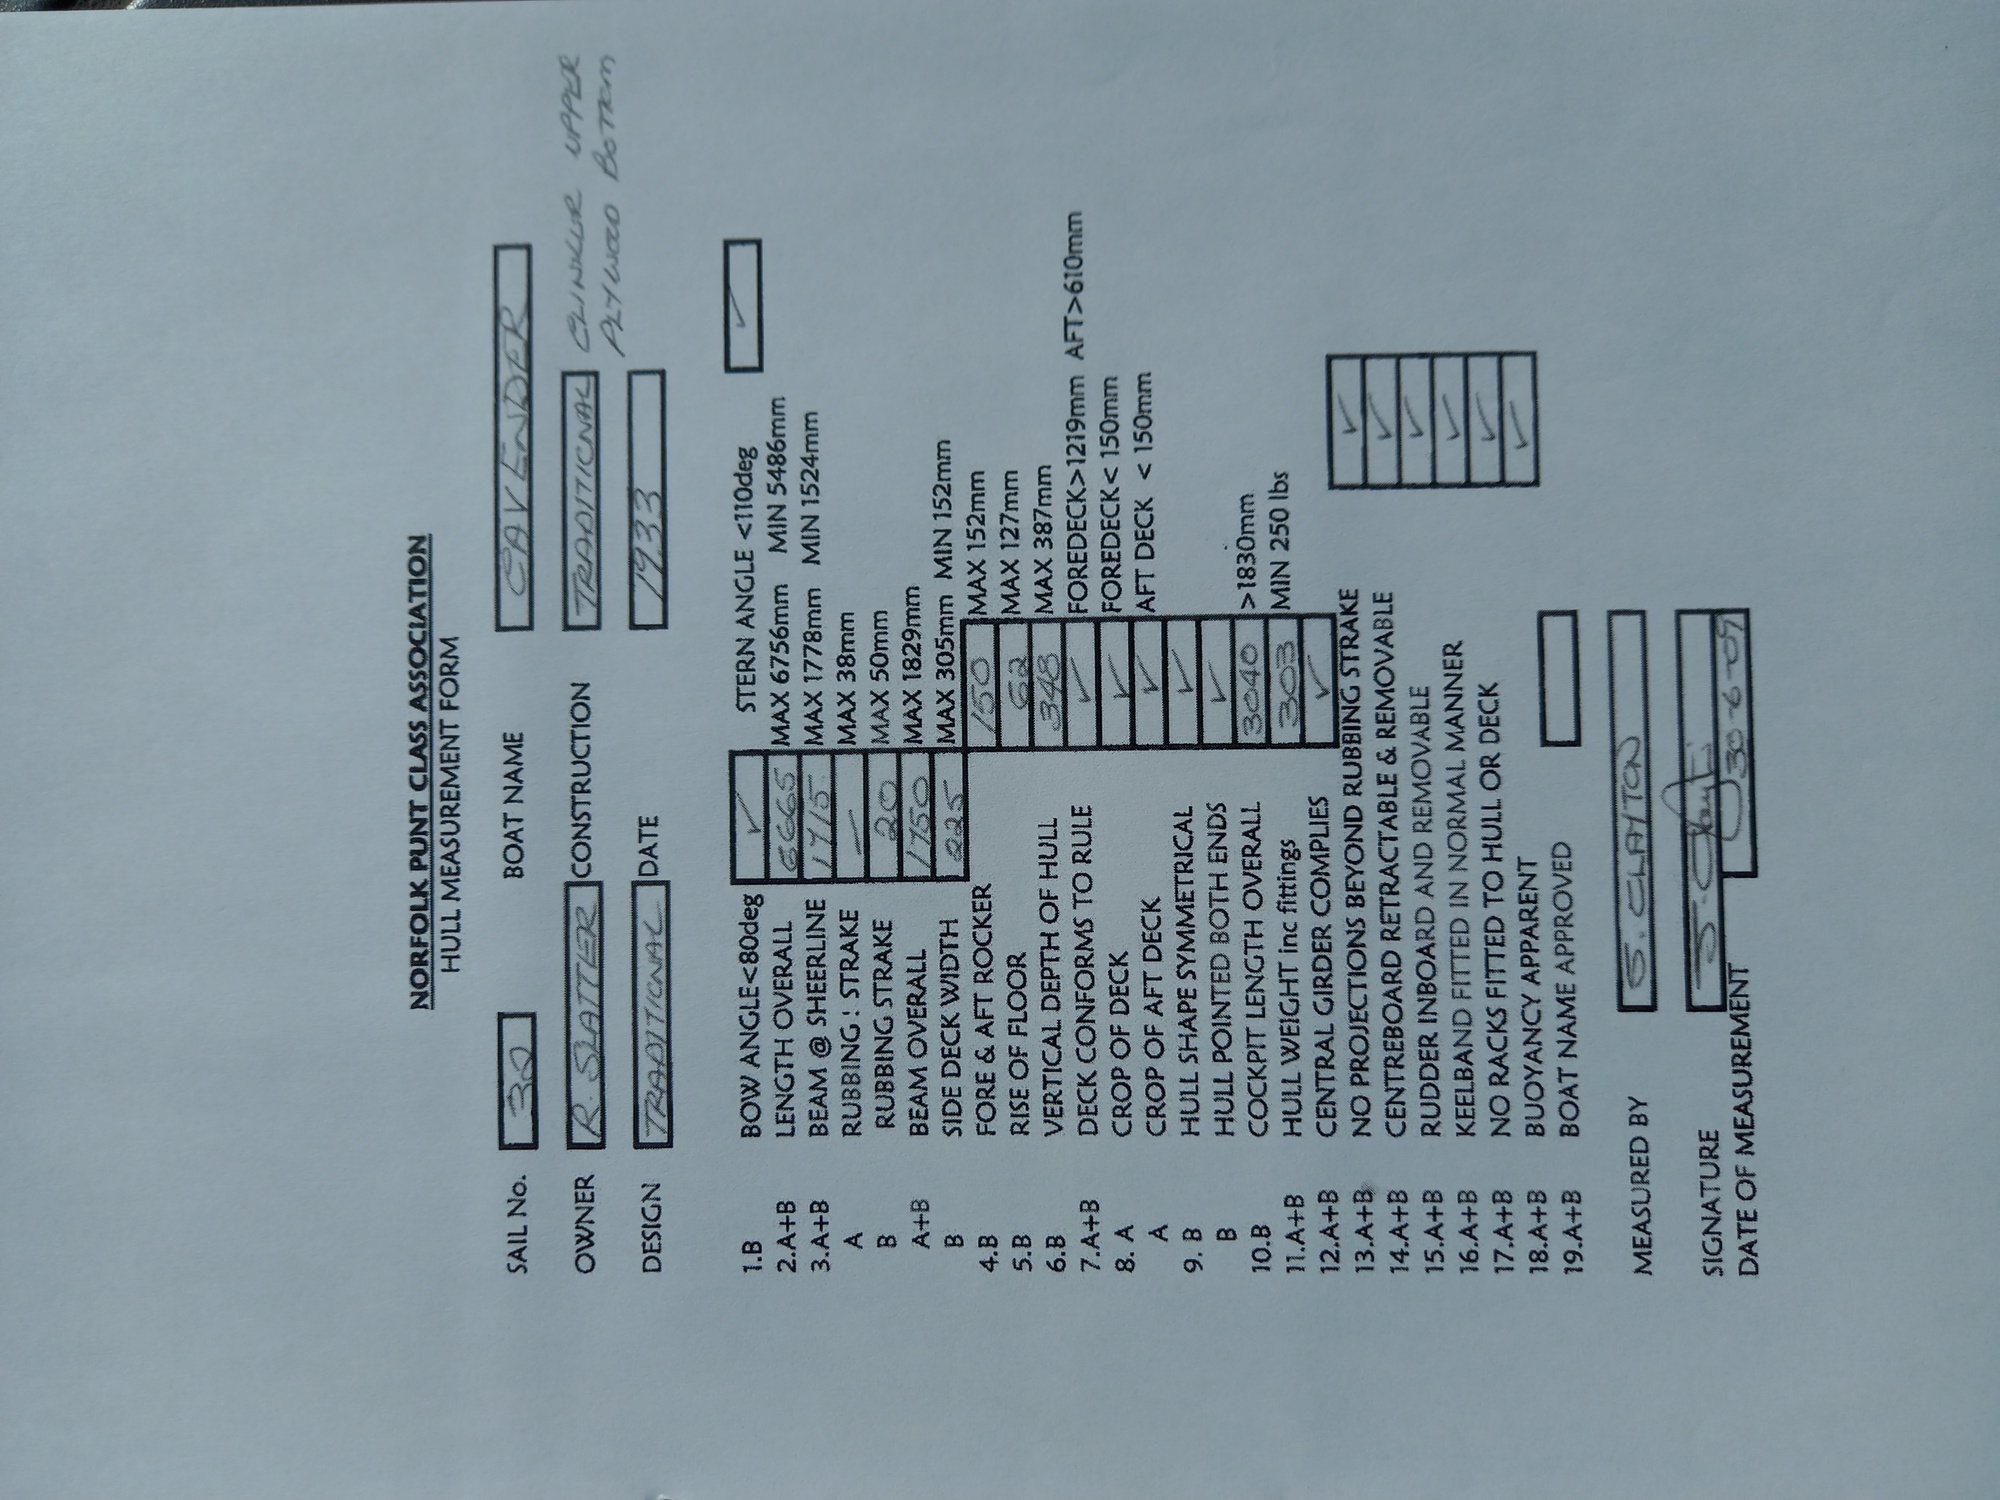 NORFOLK PUNT CLASS ASSOCIATION
HULL MEASUREMENT FORM
SAIL No. 32 BOAT NAME CAVENDER
OWNER R. SLATTER CONSTRUCTION TRADITIONAL CLINKER UPPER
PLYWOOD BOTTOM
DESIGN TRADITIONAL DATE 1933
1.B BOW ANGLE<80deg ✓ STERN ANGLE <110deg ✓
2.A+B LENGTH OVERALL 6665 MAX 6756mm MIN 5486mm
3.A+B BEAM @ SHEERLINE 1715 MAX 1778mm MIN 1524mm
A RUBBING ! STRAKE — MAX 38mm
B RUBBING STRAKE 20 MAX 50mm
A+B BEAM OVERALL 1750 MAX 1829mm
B SIDE DECK WIDTH 225 MAX 305mm MIN 152mm
4.B FORE & AFT ROCKER 150 MAX 152mm
5.B RISE OF FLOOR 62 MAX 127mm
6.B VERTICAL DEPTH OF HULL 348 MAX 387mm
7.A+B DECK CONFORMS TO RULE ✓ FOREDECK>1219mm AFT>610mm
8. A CROP OF DECK ✓ FOREDECK< 150mm
A CROP OF AFT DECK ✓ AFT DECK < 150mm
9. B HULL SHAPE SYMMETRICAL ✓
B HULL POINTED BOTH ENDS ✓
10.B COCKPIT LENGTH OVERALL 3040 >1830mm
11.A+B HULL WEIGHT inc fittings 303 MIN 250 lbs
12.A+B CENTRAL GIRDER COMPLIES ✓
13.A+B NO PROJECTIONS BEYOND RUBBING STRAKE ✓
14.A+B CENTREBOARD RETRACTABLE & REMOVABLE ✓
15.A+B RUDDER INBOARD AND REMOVABLE ✓
16.A+B KEELBAND FITTED IN NORMAL MANNER ✓
17.A+B NO RACKS FITTED TO HULL OR DECK ✓
18.A+B BUOYANCY APPARENT ✓
19.A+B BOAT NAME APPROVED
MEASURED BY S. CLAYTON
SIGNATURE S. Clayton
DATE OF MEASUREMENT 30-6-09